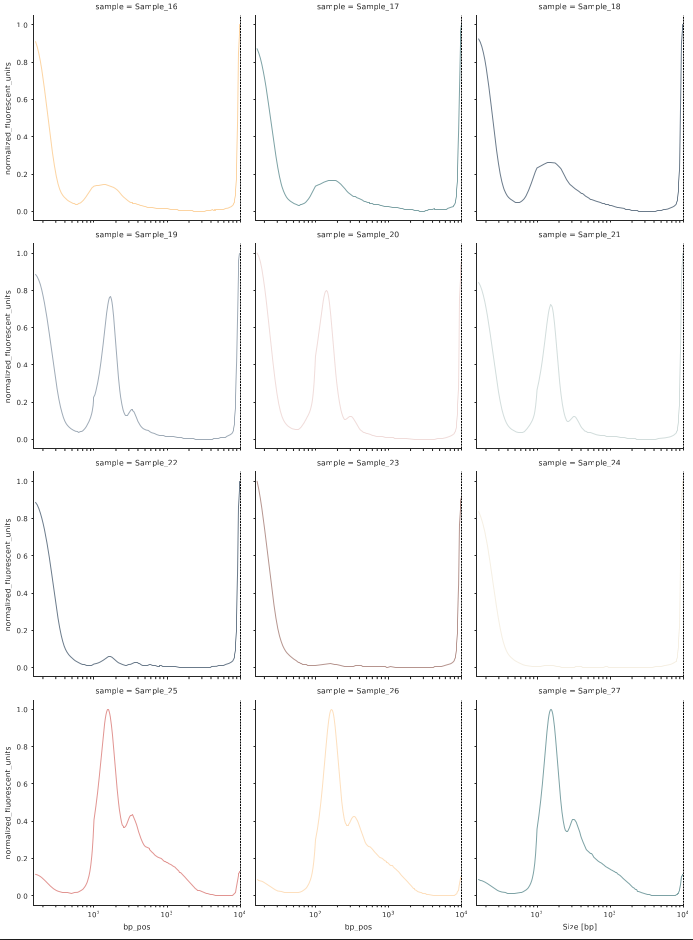 sample = Sample_16 sample = Sample_17 sample = Sample_18
normalized_fluorescent_units
1.0
0.8
0.6
0.4
0.2
0.0
sample = Sample_19 sample = Sample_20 sample = Sample_21
normalized_fluorescent_units
1.0
0.8
0.6
0.4
0.2
0.0
sample = Sample_22 sample = Sample_23 sample = Sample_24
normalized_fluorescent_units
1.0
0.8
0.6
0.4
0.2
0.0
sample = Sample_25 sample = Sample_26 sample = Sample_27
normalized_fluorescent_units
1.0
0.8
0.6
0.4
0.2
0.0
10⁴ 10² 10³ 10⁴ 10⁴
bp_pos bp_pos Size [bp]